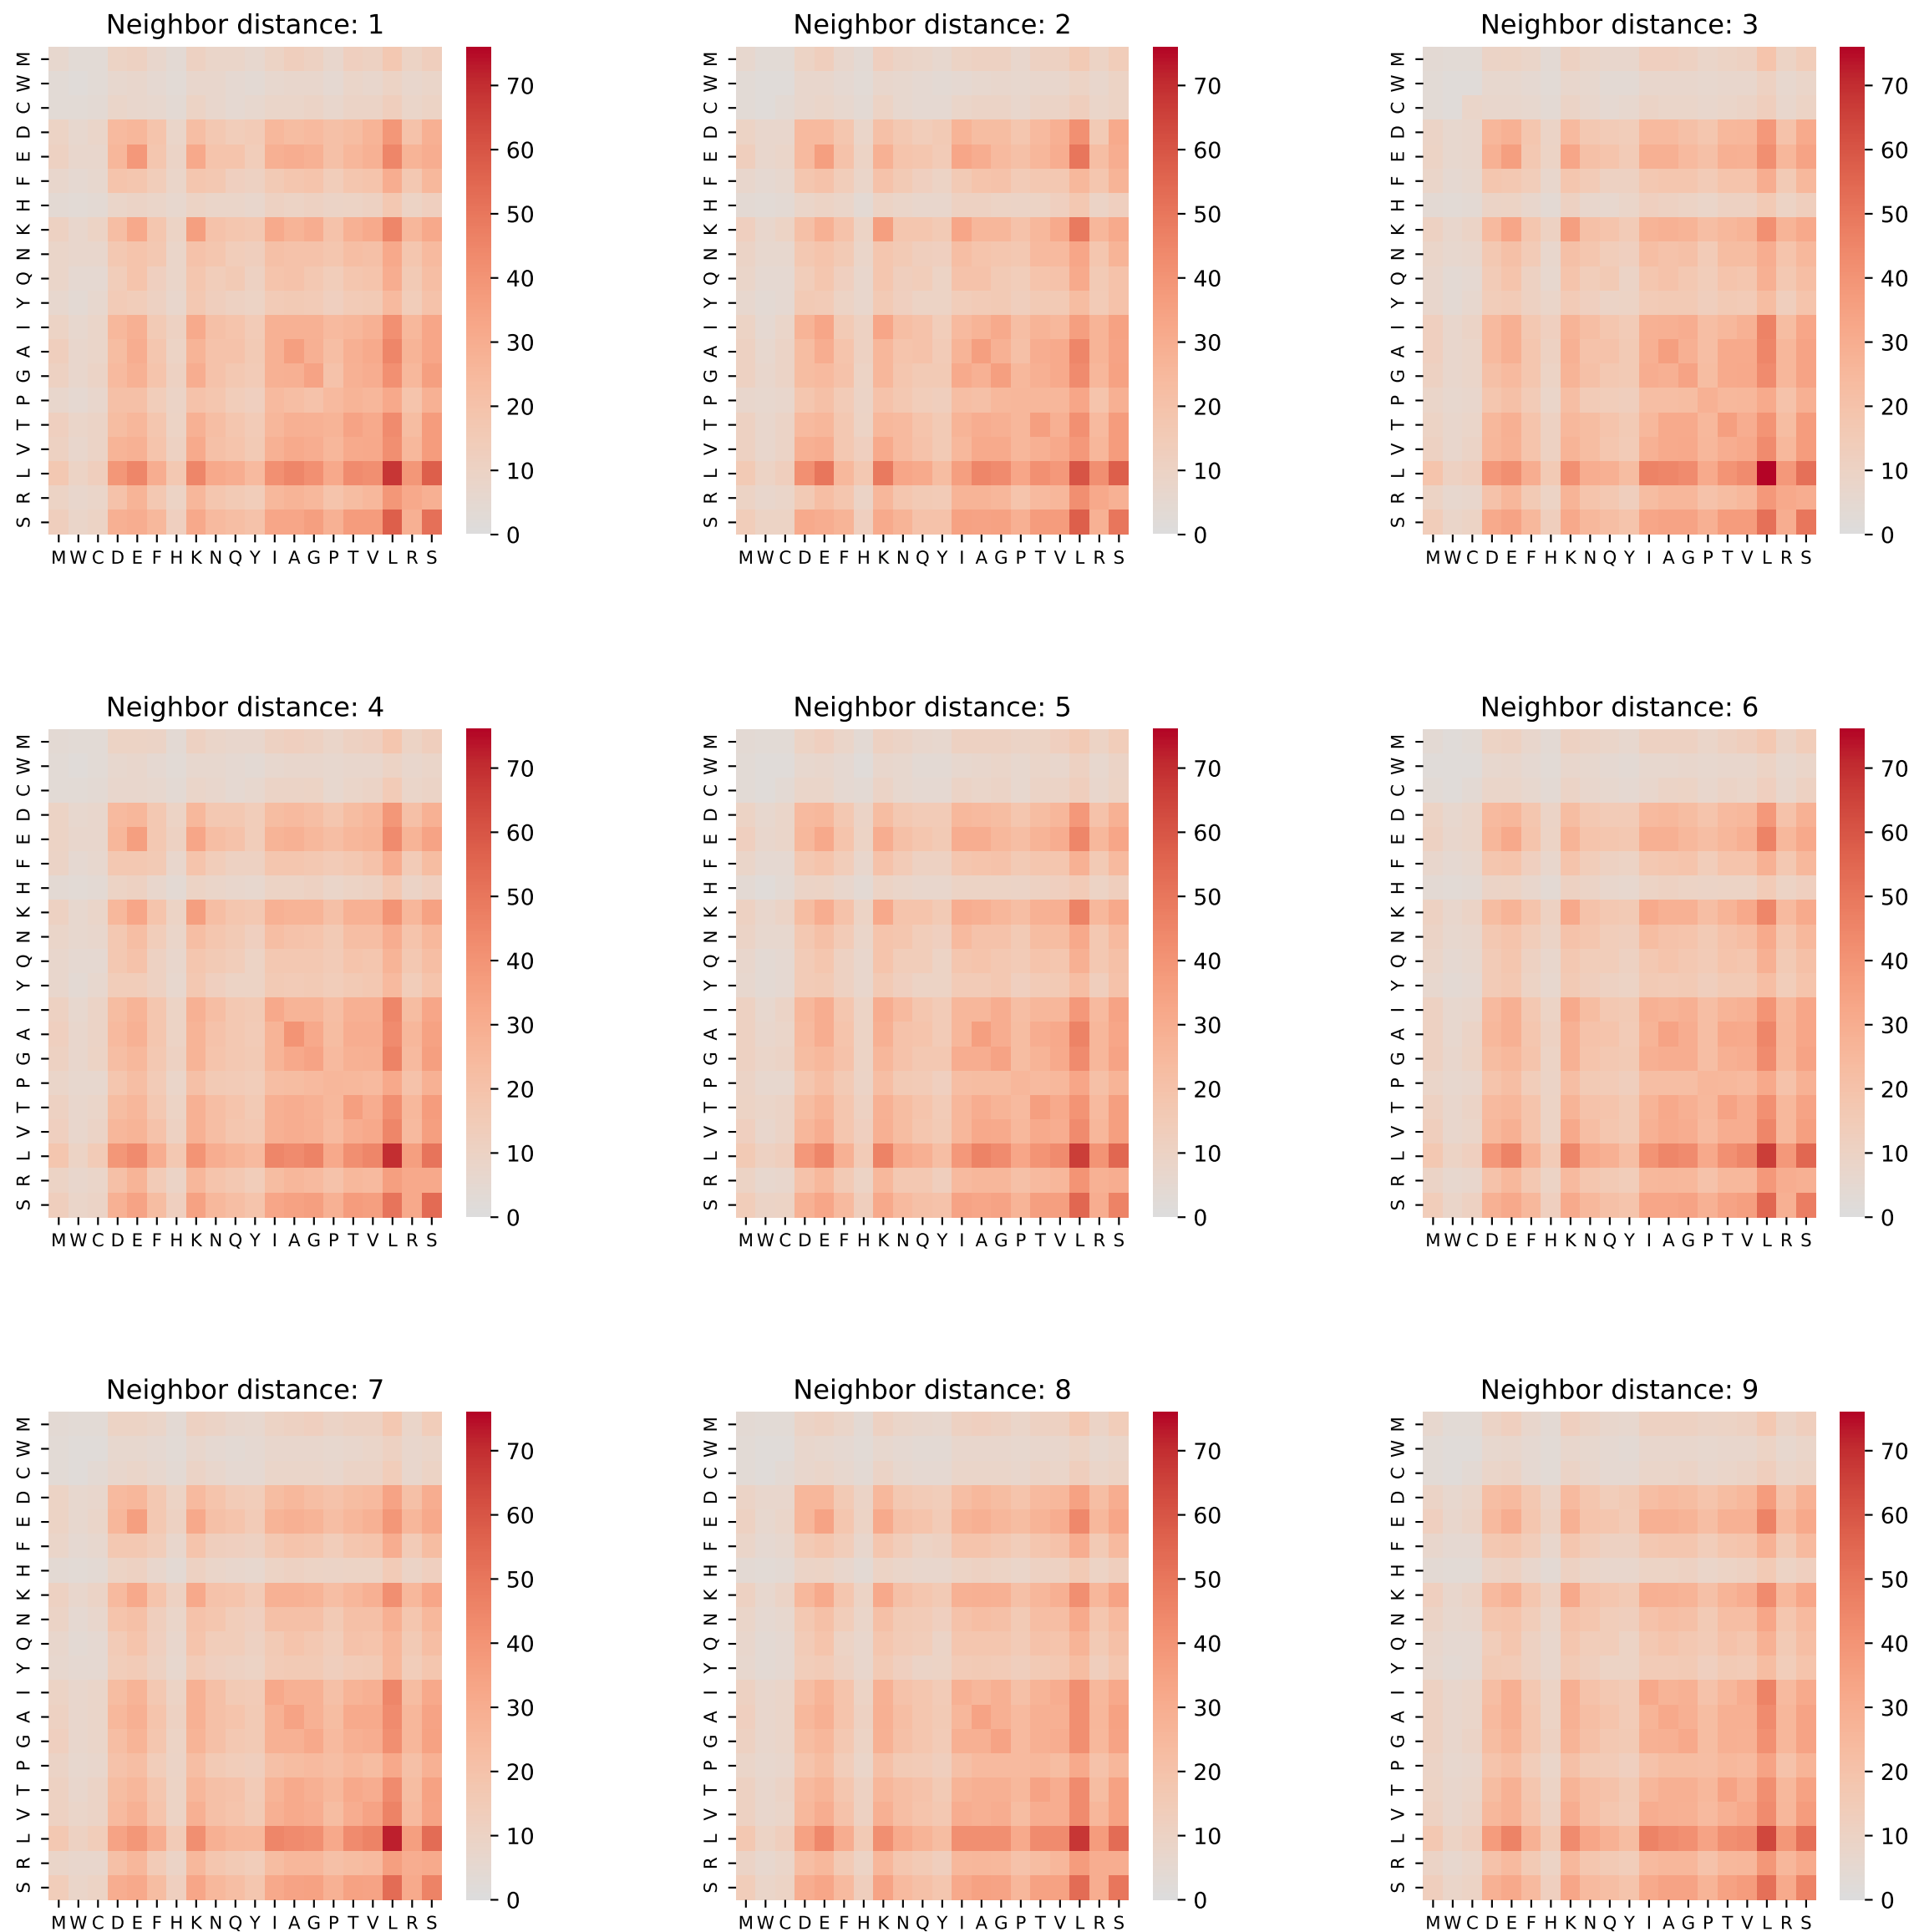 Neighbor distance: 1
M
W
C
D
E
F
H
K
N
Q
Y
I
A
G
P
T
V
L
R
S
M W C D E F H K N Q Y I A G P T V L R S
70
60
50
40
30
20
10
0
Neighbor distance: 2
M
W
C
D
E
F
H
K
N
Q
Y
I
A
G
P
T
V
L
R
S
M W C D E F H K N Q Y I A G P T V L R S
70
60
50
40
30
20
10
0
Neighbor distance: 3
M
W
C
D
E
F
H
K
N
Q
Y
I
A
G
P
T
V
L
R
S
M W C D E F H K N Q Y I A G P T V L R S
70
60
50
40
30
20
10
0
Neighbor distance: 4
M
W
C
D
E
F
H
K
N
Q
Y
I
A
G
P
T
V
L
R
S
M W C D E F H K N Q Y I A G P T V L R S
70
60
50
40
30
20
10
0
Neighbor distance: 5
M
W
C
D
E
F
H
K
N
Q
Y
I
A
G
P
T
V
L
R
S
M W C D E F H K N Q Y I A G P T V L R S
70
60
50
40
30
20
10
0
Neighbor distance: 6
M
W
C
D
E
F
H
K
N
Q
Y
I
A
G
P
T
V
L
R
S
M W C D E F H K N Q Y I A G P T V L R S
70
60
50
40
30
20
10
0
Neighbor distance: 7
M
W
C
D
E
F
H
K
N
Q
Y
I
A
G
P
T
V
L
R
S
M W C D E F H K N Q Y I A G P T V L R S
70
60
50
40
30
20
10
0
Neighbor distance: 8
M
W
C
D
E
F
H
K
N
Q
Y
I
A
G
P
T
V
L
R
S
M W C D E F H K N Q Y I A G P T V L R S
70
60
50
40
30
20
10
0
Neighbor distance: 9
M
W
C
D
E
F
H
K
N
Q
Y
I
A
G
P
T
V
L
R
S
M W C D E F H K N Q Y I A G P T V L R S
70
60
50
40
30
20
10
0